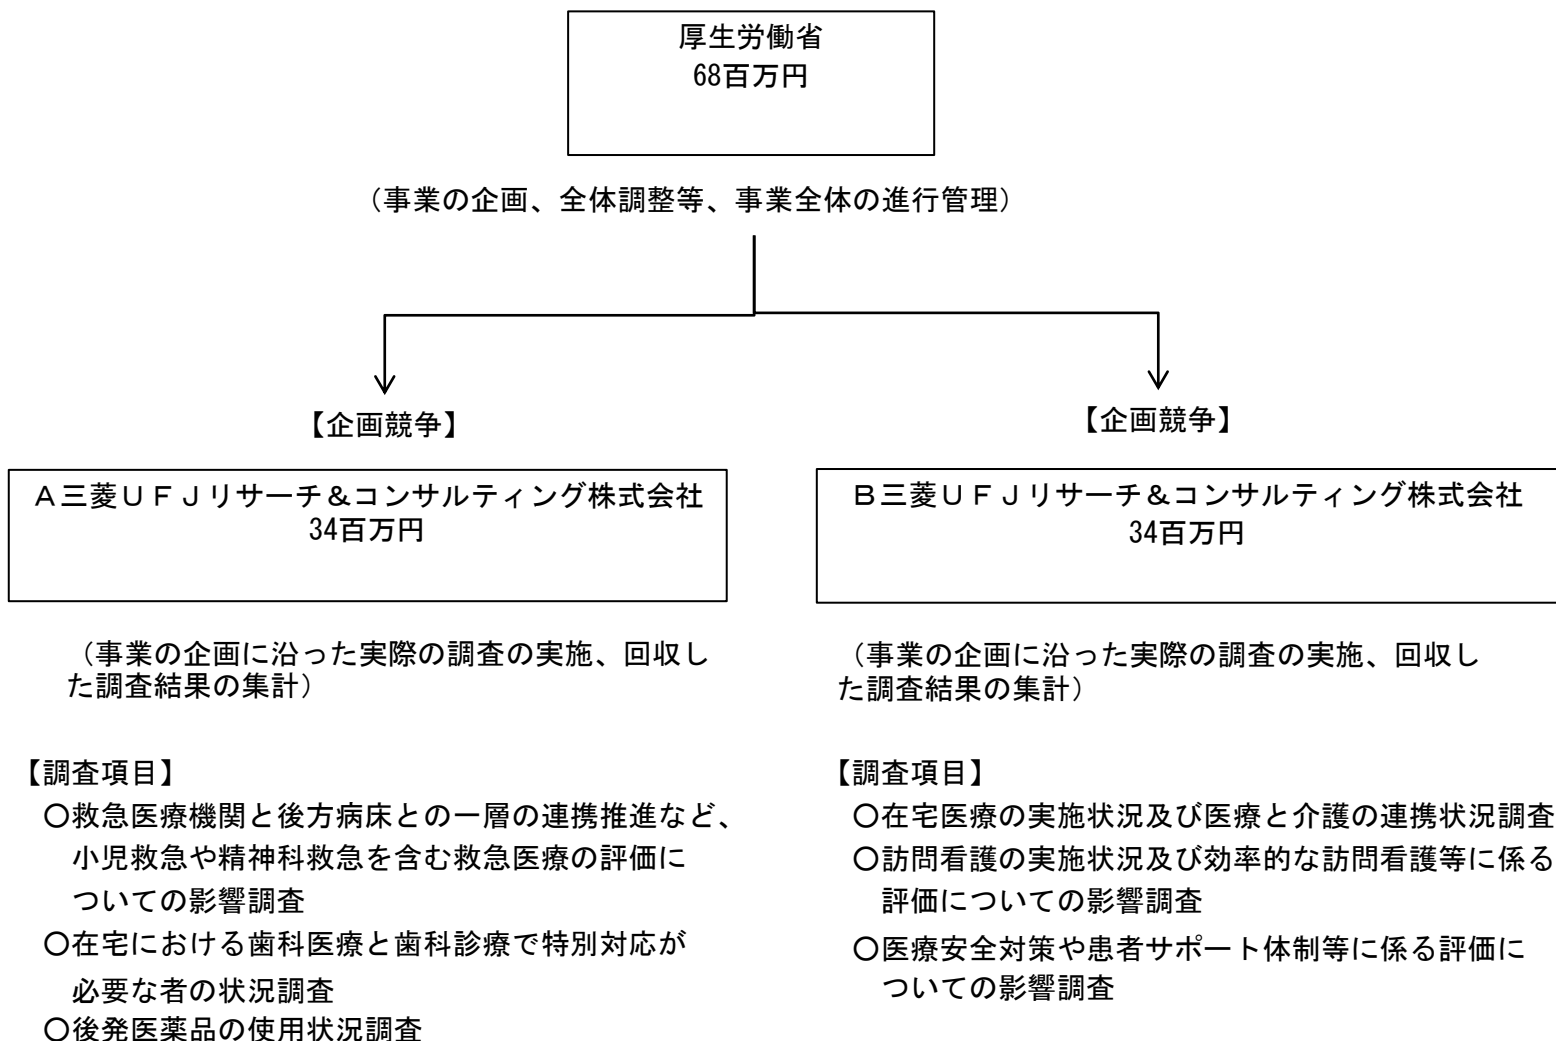 厚生労働省
68百万円
（事業の企画、全体調整等、事業全体の進行管理）
【企画競争】
A三菱ＵＦＪリサーチ＆コンサルティング株式会社
34百万円
（事業の企画に沿った実際の調査の実施、回収し
た調査結果の集計）
【調査項目】
〇救急医療機関と後方病床との一層の連携推進など、
小児救急や精神科救急を含む救急医療の評価に
ついての影響調査
〇在宅における歯科医療と歯科診療で特別対応が
必要な者の状況調査
〇後発医薬品の使用状況調査
【企画競争】
Ｂ三菱ＵＦＪリサーチ＆コンサルティング株式会社
34百万円
（事業の企画に沿った実際の調査の実施、回収し
た調査結果の集計）
【調査項目】
〇在宅医療の実施状況及び医療と介護の連携状況調査
〇訪問看護の実施状況及び効率的な訪問看護等に係る
評価についての影響調査
〇医療安全対策や患者サポート体制等に係る評価に
ついての影響調査